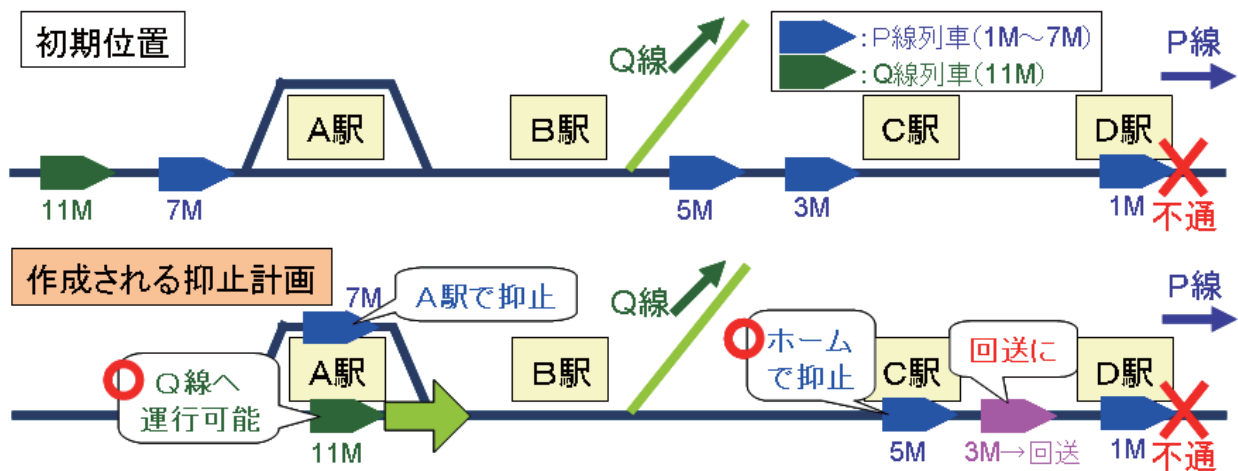 初期位置
Q線
:P線列車(1M～7M)
:Q線列車(11M)
P線
A駅
B駅
C駅
D駅
11M
7M
5M
3M
1M
不通
作成される抑止計画
7M
A駅で抑止
Q線
P線
Q線へ
運行可能
A駅
B駅
ホーム
で抑止
C駅
回送に
D駅
11M
5M
3M→回送
1M
不通